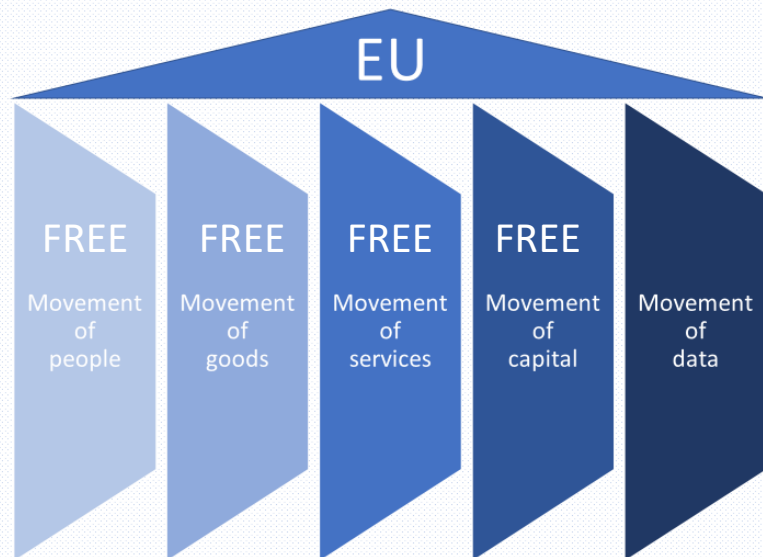 EU
FREE
Movement
of
people
FREE
Movement
of
goods
FREE
Movement
of
services
FREE
Movement
of
capital
Movement
of
data